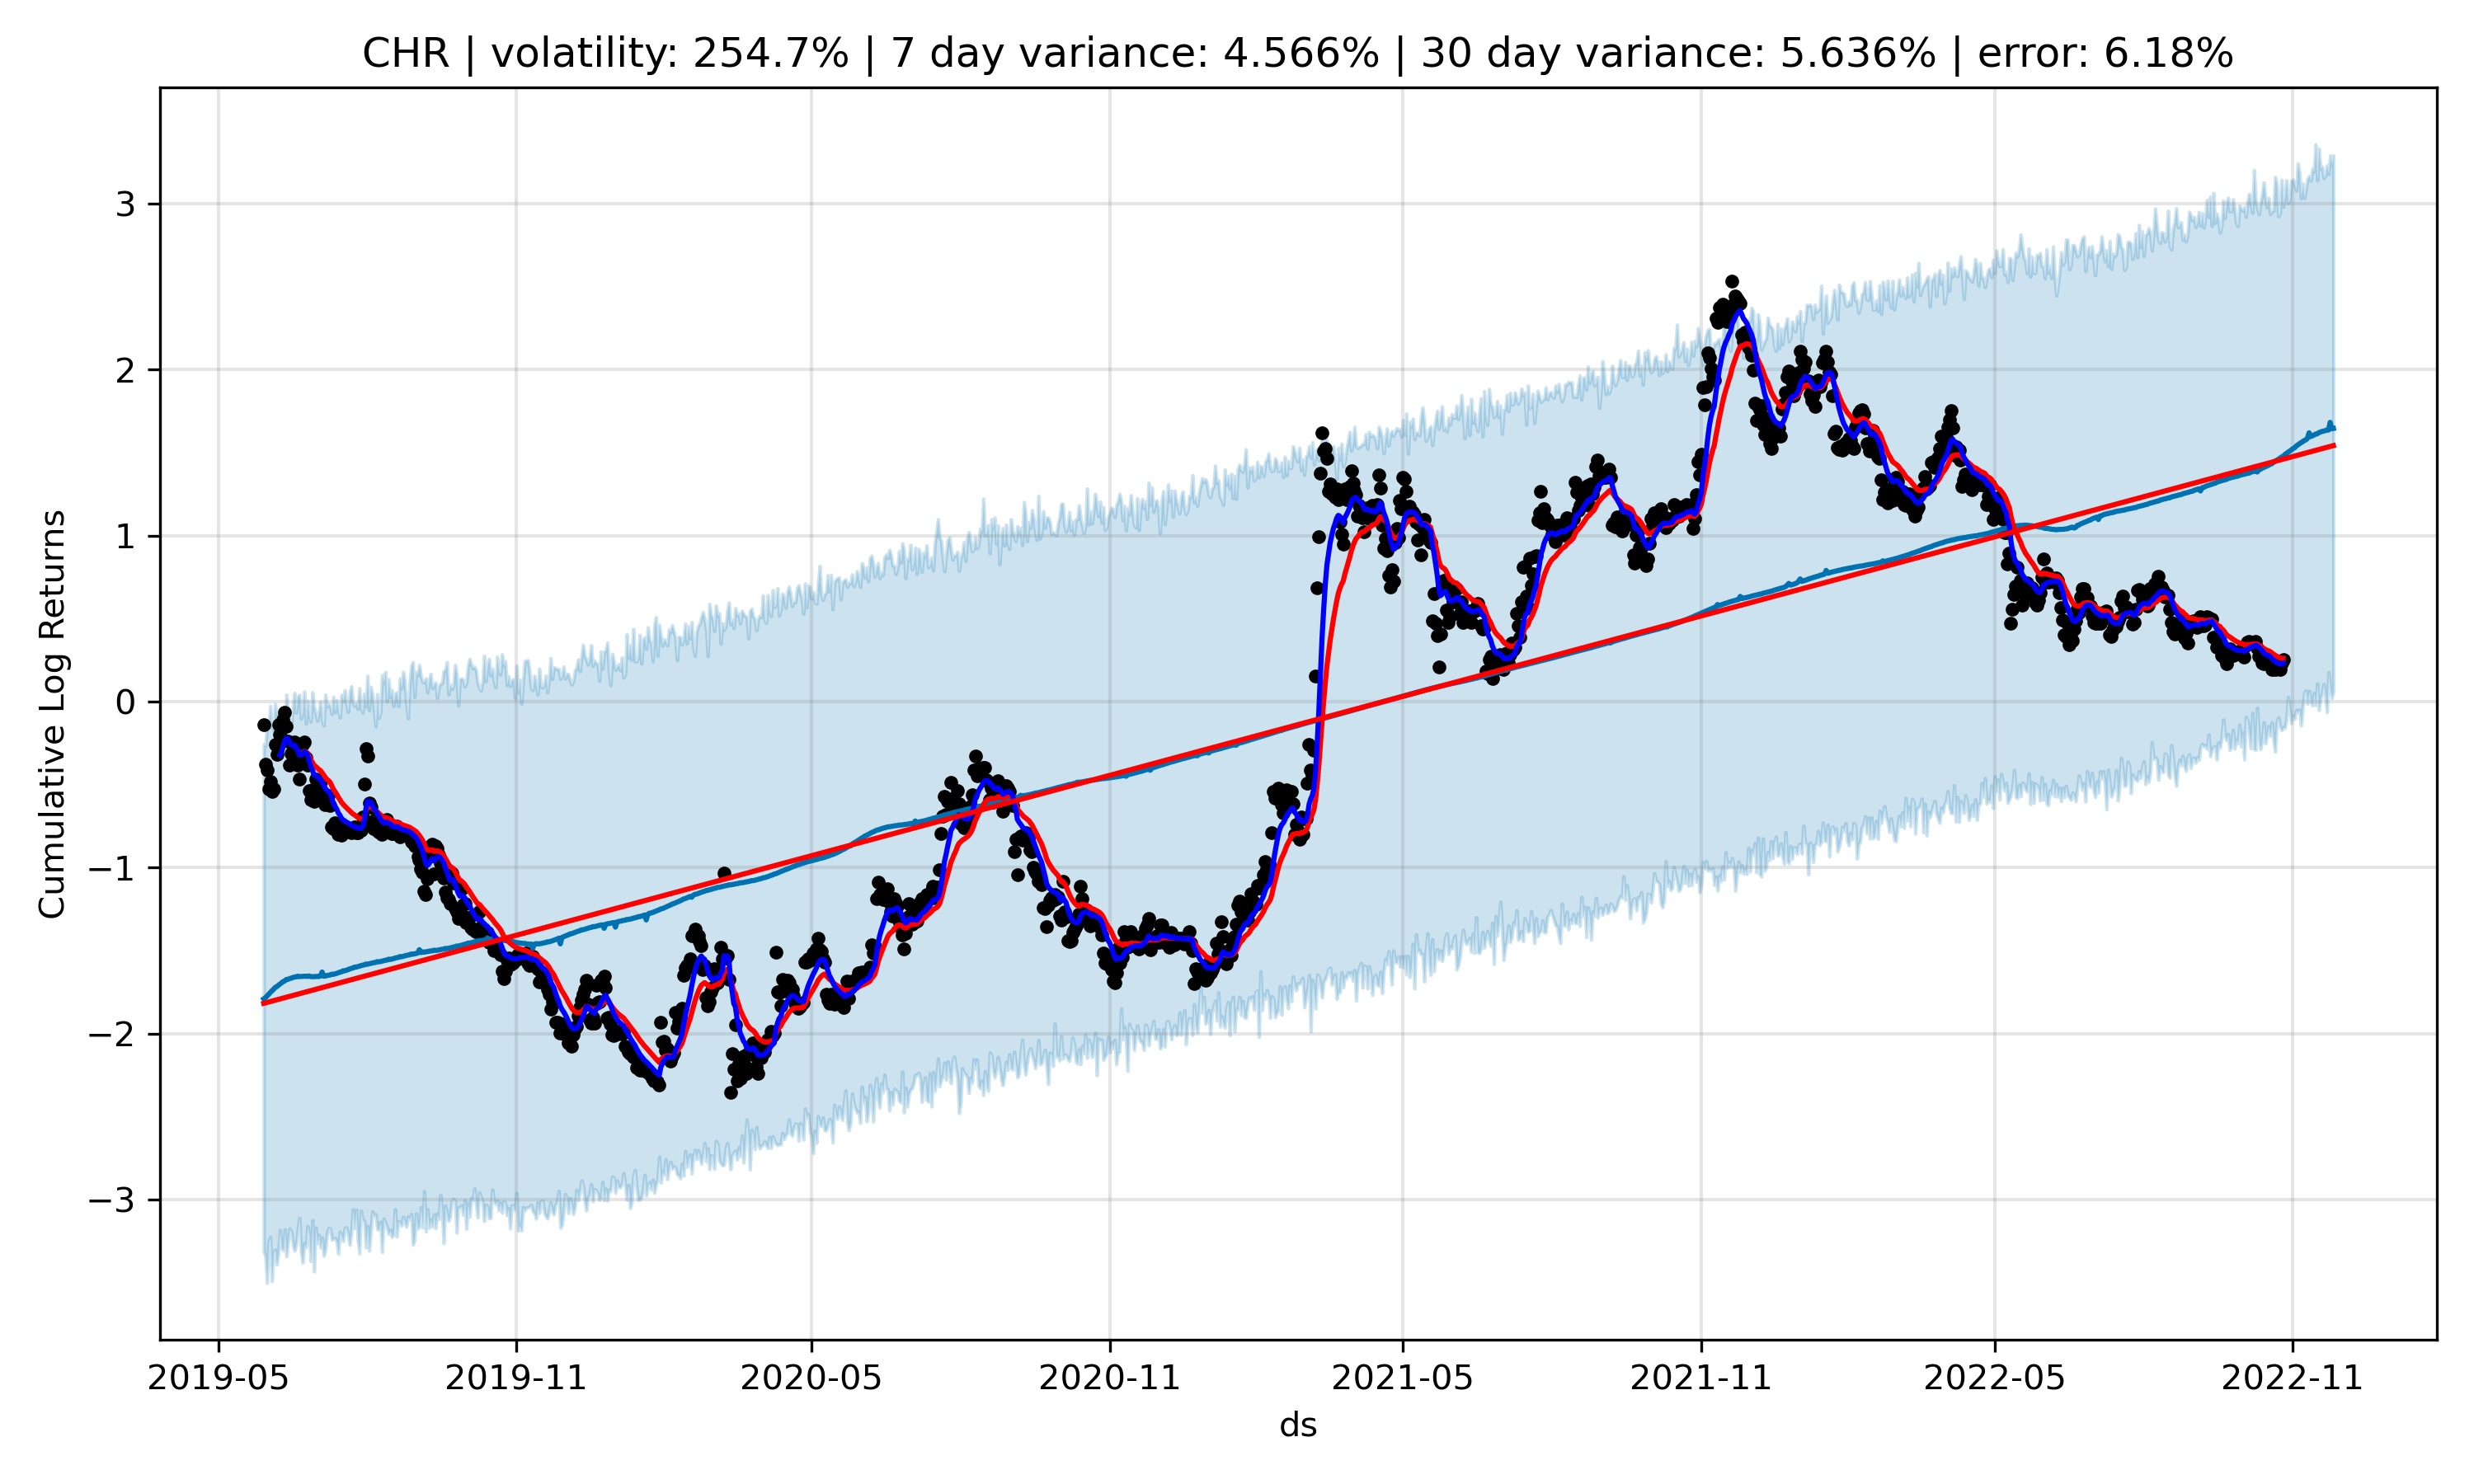 CHR | volatility: 254.7% | 7 day variance: 4.566% | 30 day variance: 5.636% | error: 6.18%
Cumulative Log Returns
3
2
1
0
−1
−2
−3
2019-05 2019-11 2020-05 2020-11 2021-05 2021-11 2022-05 2022-11
ds